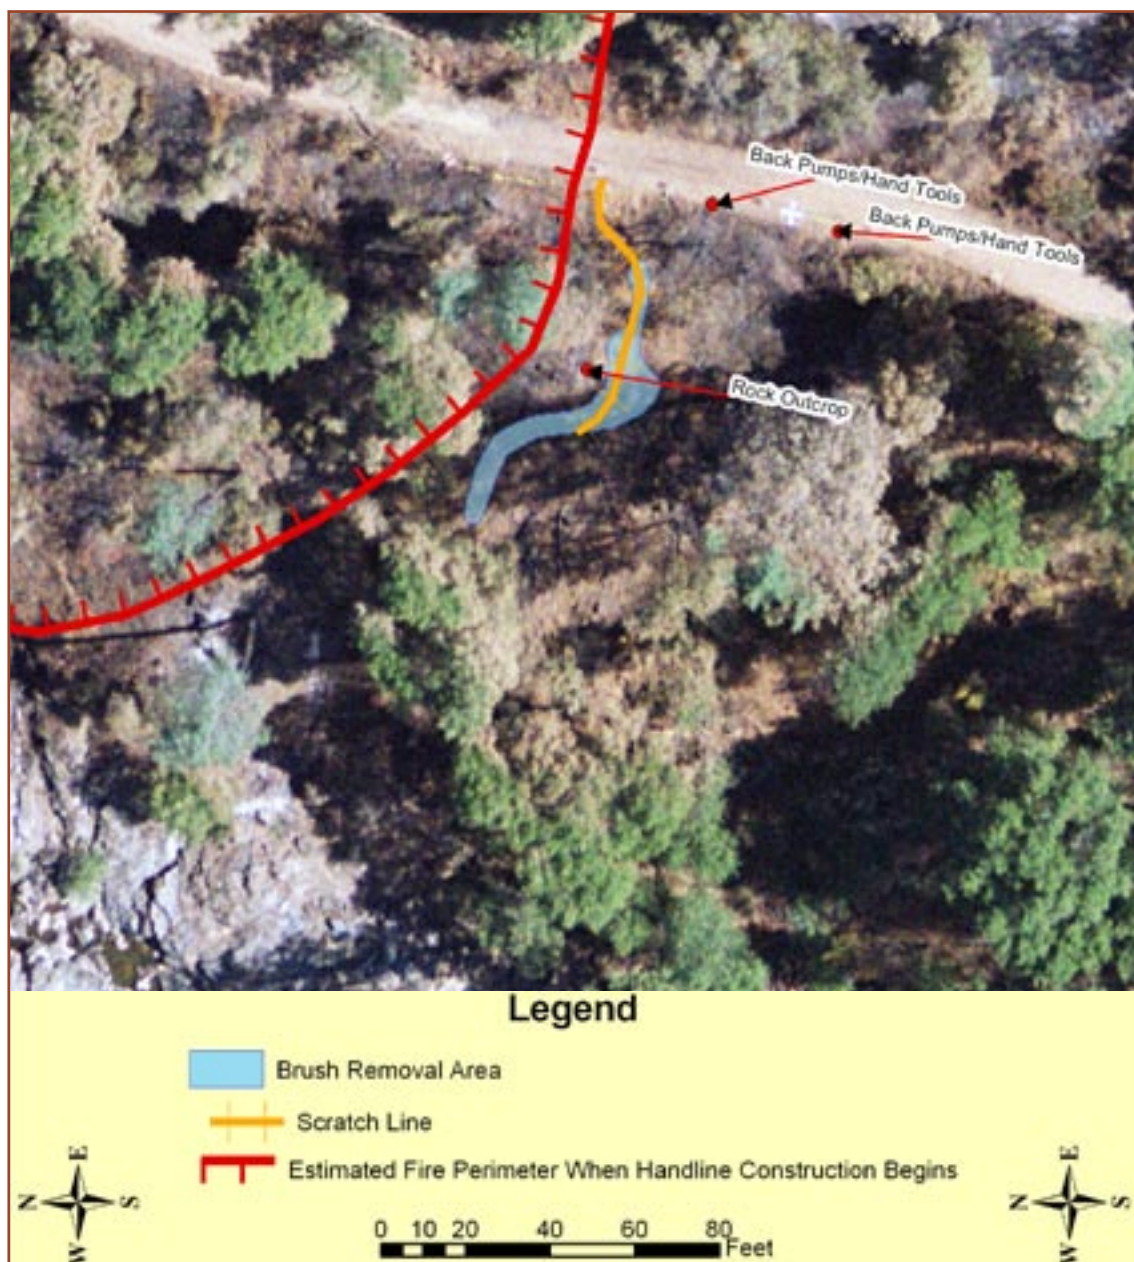 Back Pumps/Hand Tools
Back Pumps/Hand Tools
Rock Outcrop
Legend
Brush Removal Area
Scratch Line
Estimated Fire Perimeter When Handline Construction Begins
E
N S
W
E
N S
W
0 10 20 40 60 80
Feet